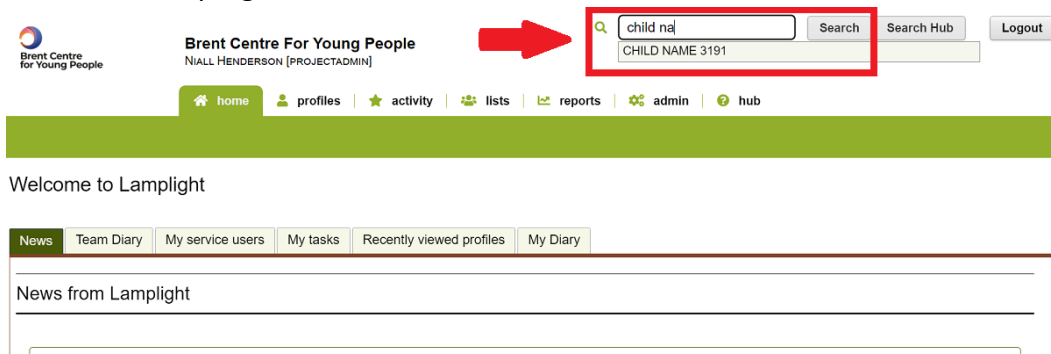 Brent Centre
for Young People
Brent Centre For Young People
NIALL HENDERSON [PROJECTADMIN]
child na
Search
Search Hub
Logout
CHILD NAME 3191
home
profiles
activity
lists
reports
admin
hub
Welcome to Lamplight
News
Team Diary
My service users
My tasks
Recently viewed profiles
My Diary
News from Lamplight